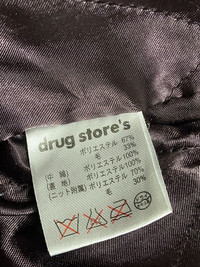 drug store's
ポリエステル 67%
毛 33%
(中綿) ポリエステル100%
(裏地) ポリエステル100%
(ニット附属) ポリエステル 70%
毛 30%